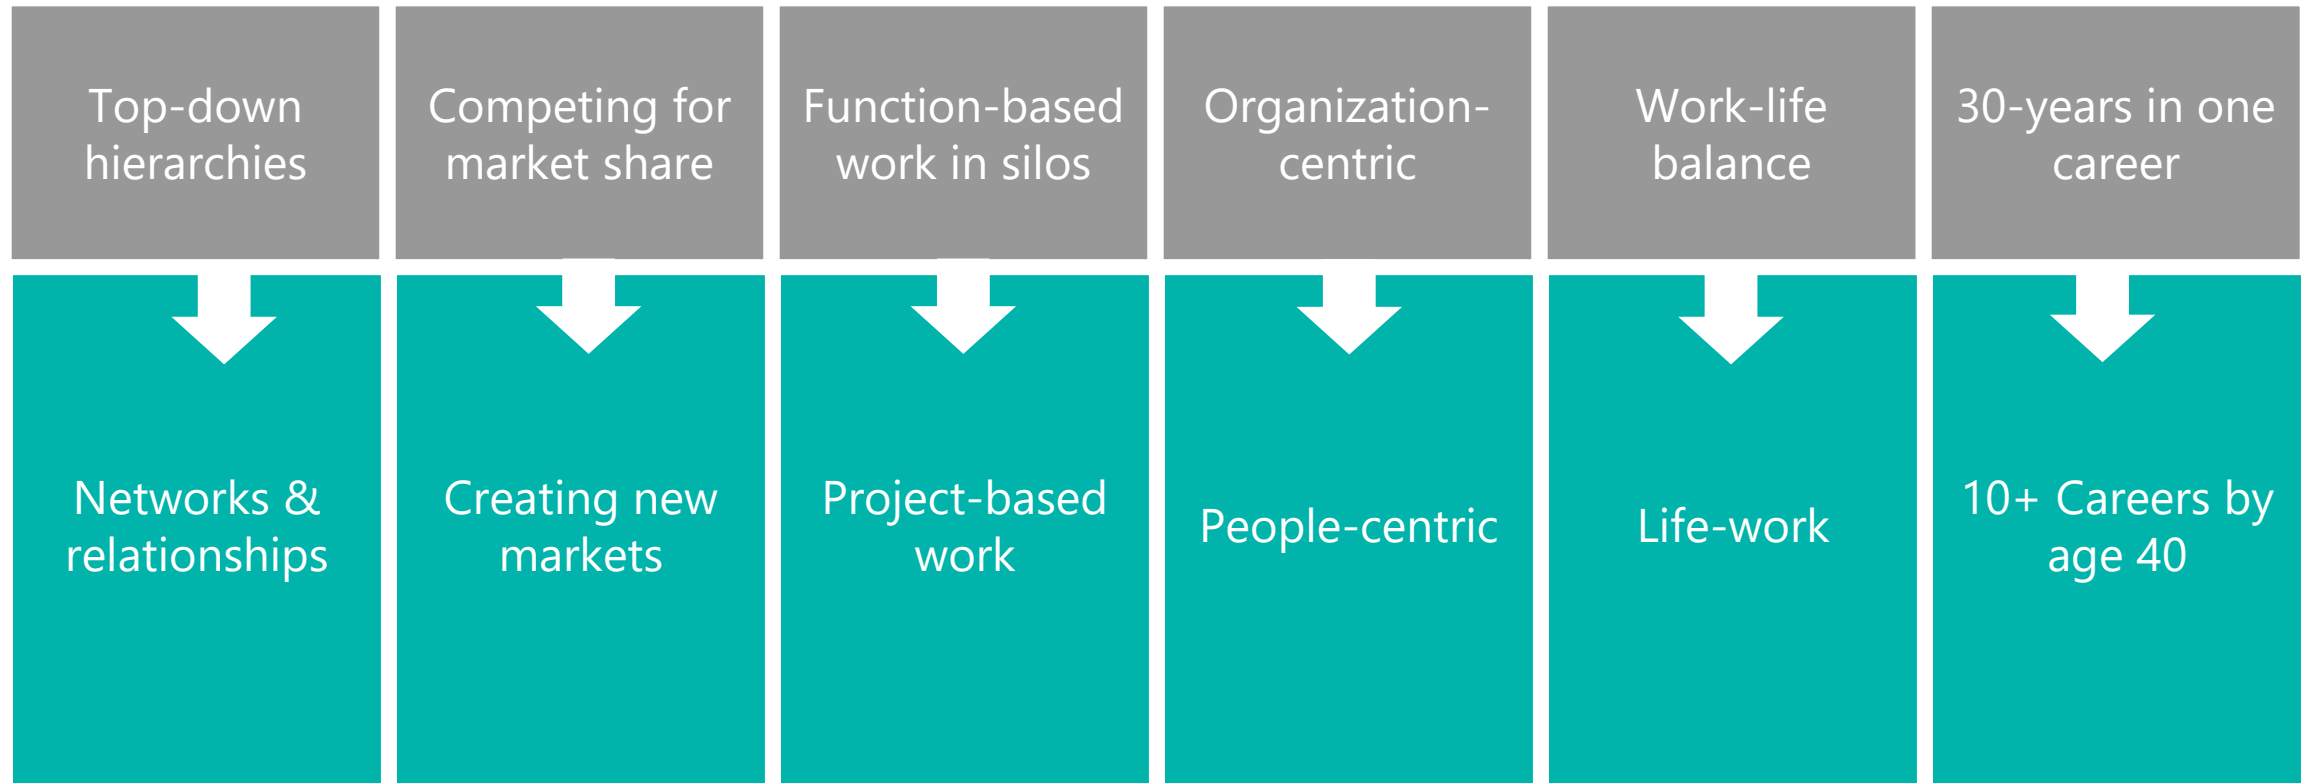 Top-down
hierarchies
Competing for
market share
Function-based
work in silos
Organization-
centric
Work-life
balance
30-years in one
career
Networks &
relationships
Creating new
markets
Project-based
work
People-centric
Life-work
10+ Careers by
age 40